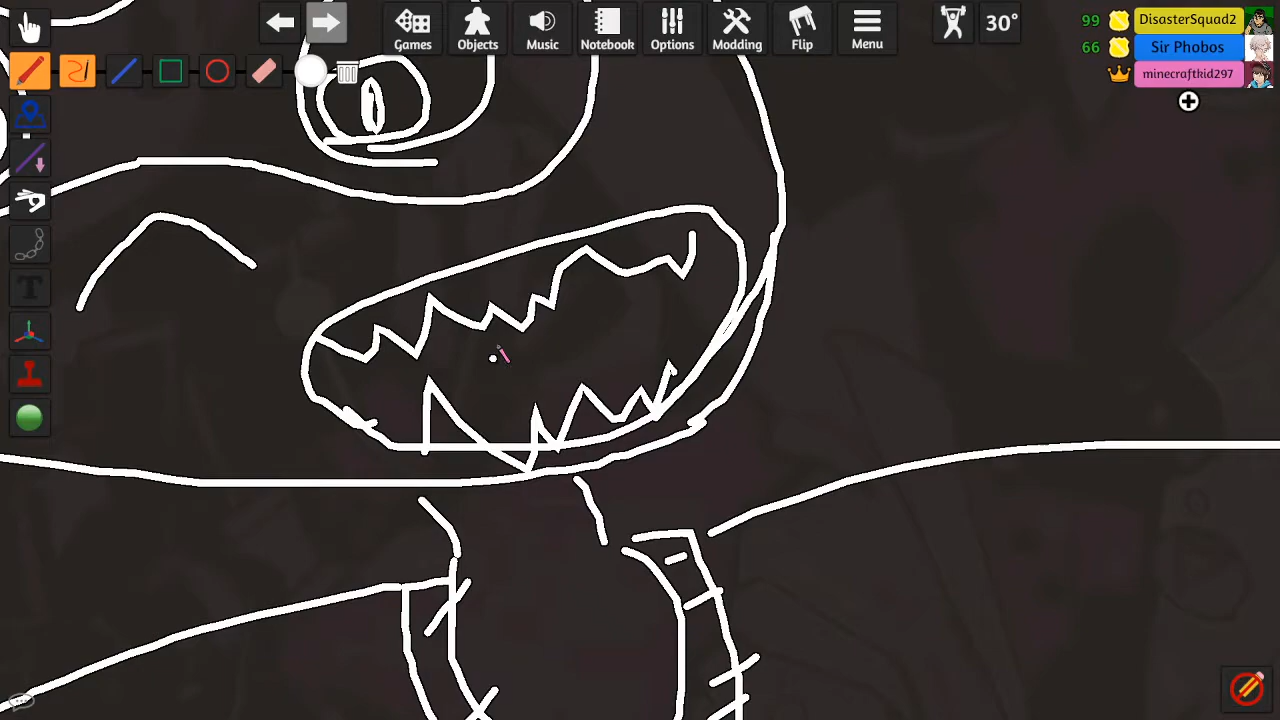 Games
Objects
Music
Notebook
Options
Modding
Flip
Menu
30°
99 DisasterSquad2
66 Sir Phobos
minecraftkid297
T